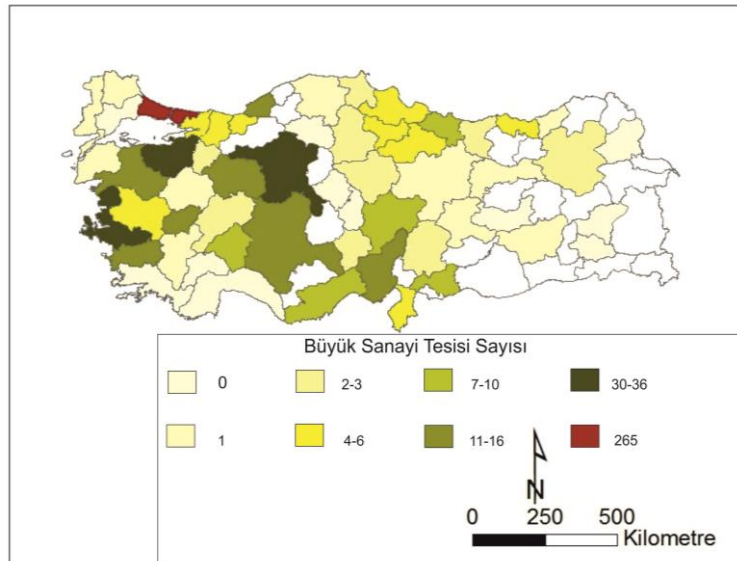 Büyük Sanayi Tesisi Sayısı
0 2-3 7-10 30-36
1 4-6 11-16 265
N
0 250 500
Kilometre